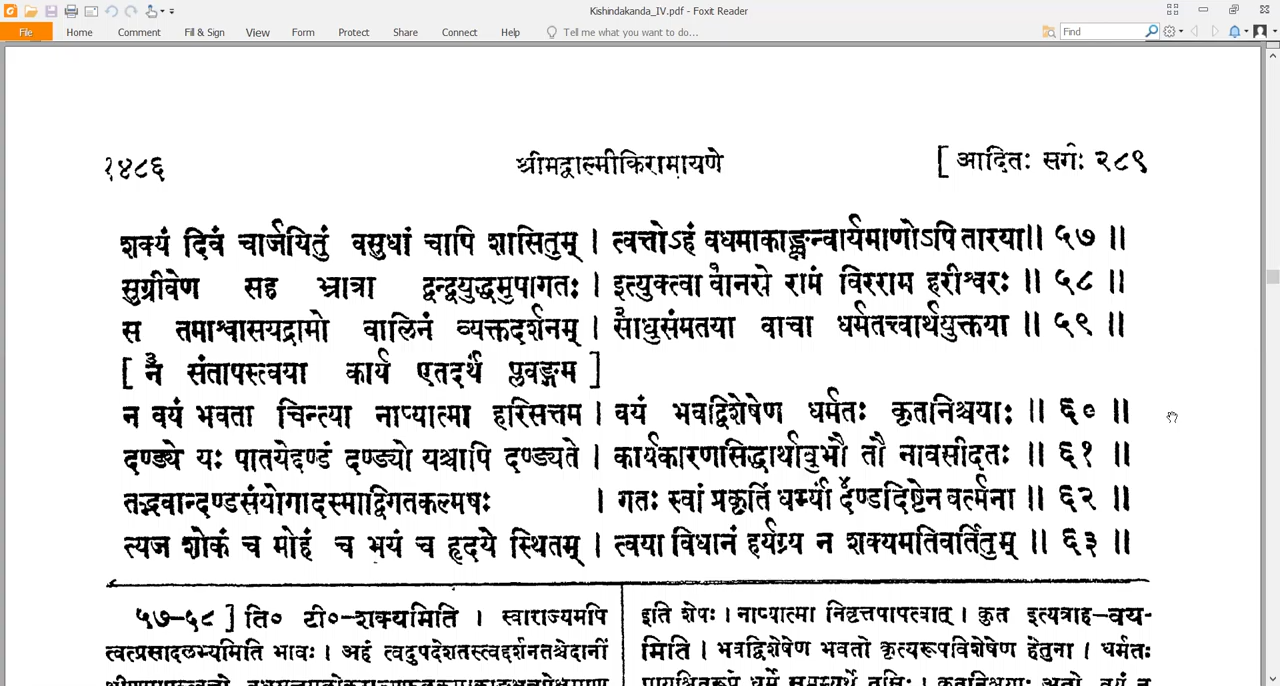 Kishindakanda_IV.pdf - Foxit Reader
File Home Comment Fill & Sign View Form Protect Share Connect Help Tell me what you want to do... Find
१४८६ श्रीमद्वाल्मीकिरामायणे [ आदितः सर्गः २८९
शक्यं दिवं चार्जयितुं वसुधां चापि शासितुम् । त्वत्तोऽहं वधमाकाङ्क्षन्वार्यमाणोऽपि तारया॥ ५७ ॥
सुग्रीवेण सह भ्रात्रा द्वन्द्वयुद्धमुपागतः । इत्युक्त्वा वानरो रामं विरराम हरीश्वरः ॥ ५८ ॥
स तमाश्वासयद्रामो वालिनं व्यक्तदर्शनम् । साधुसंमतया वाचा धर्मतत्त्वार्थयुक्तया ॥ ५९ ॥
[ न संतापस्त्वया कार्य एतदर्थं प्लवङ्गम ]
न वयं भवता चिन्त्या नाप्यात्मा हरिसत्तम । वयं भवद्विशेषेण धर्मतः कृतनिश्चयाः ॥ ६० ॥
दण्ड्ये यः पातयेद्दण्डं दण्ड्यो यश्चापि दण्ड्यते । कार्यकारणसिद्धार्थावुभौ तौ नावसीदतः ॥ ६१ ॥
तद्भवान्दण्डसंयोगादस्माद्विगतकल्मषः । गतः स्वां प्रकृतिं धर्म्यां दण्डदिष्टेन वर्त्मना ॥ ६२ ॥
त्यज शोकं च मोहं च भयं च हृदये स्थितम् । त्वया विधानं हर्यग्र्य न शक्यमतिवर्तितुम् ॥ ६३ ॥
५७-५८ ] ति० टी०-शक्यमिति । स्वाराज्यमपि
त्वत्प्रसादलभ्यमिति भावः । अहं त्वदुपदेशतस्त्वद्दर्शनतश्चेदानीं
इति शेषः । नाप्यात्मा निवृत्तपापत्वात् । कुत इत्यत्राह-वय-
मिति । भवद्विशेषेण भवतो कृत्यरूपविशेषेण हेतुना । धर्मतः